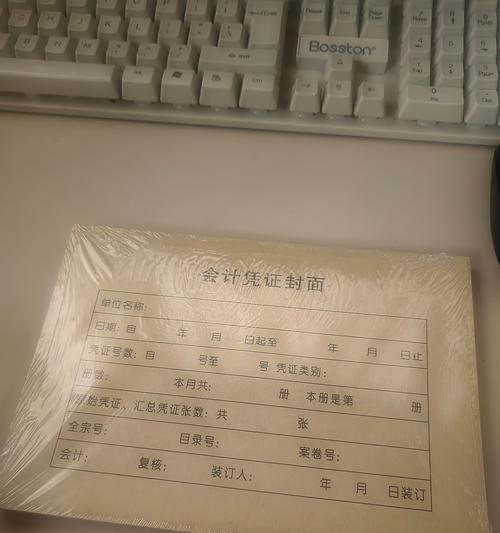 Bosston
会计凭证封面
单位名称：
日期：自 年 月 日起至 年 月 日止
凭证号数：自 号至 号 凭证类别：
册数： 本月共： 册 本册是第 册
原始凭证、汇总凭证张数：共 张
全宗号： 目录号： 案卷号：
会计： 复核： 装订人： 年 月 日装订